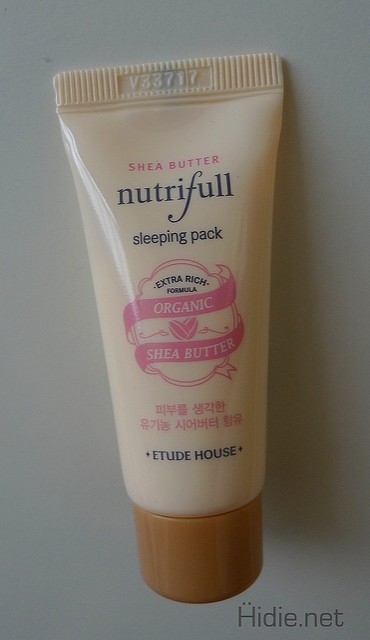 V33717
SHEA BUTTER
nutrifull
sleeping pack
·EXTRA RICH·
FORMULA
ORGANIC
SHEA BUTTER
피부를 생각한
유기농 시어버터 함유
ETUDE HOUSE
Hidie.net